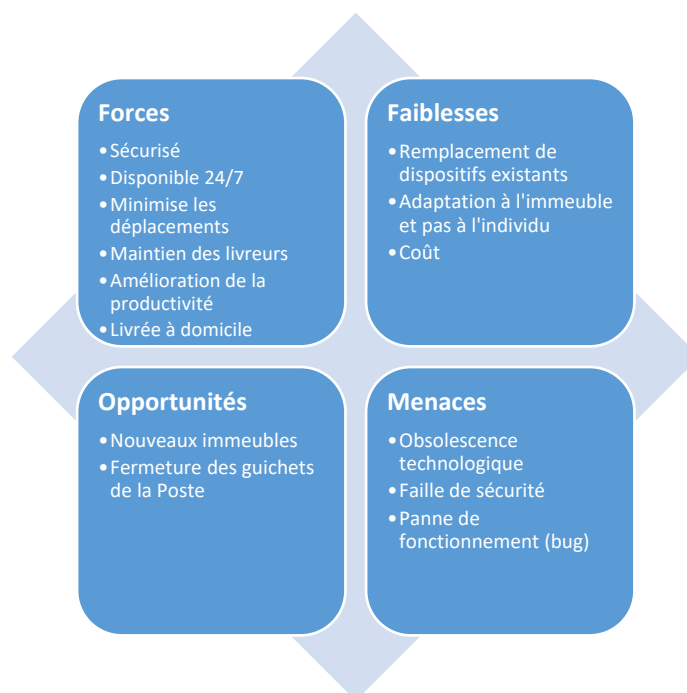 Forces
•Sécurisé
•Disponible 24/7
•Minimise les
déplacements
•Maintien des livreurs
•Amélioration de la
productivité
•Livrée à domicile
Faiblesses
•Remplacement de
dispositifs existants
•Adaptation à l'immeuble
et pas à l'individu
•Coût
Opportunités
•Nouveaux immeubles
•Fermeture des guichets
de la Poste
Menaces
•Obsolescence
technologique
•Faille de sécurité
•Panne de
fonctionnement (bug)